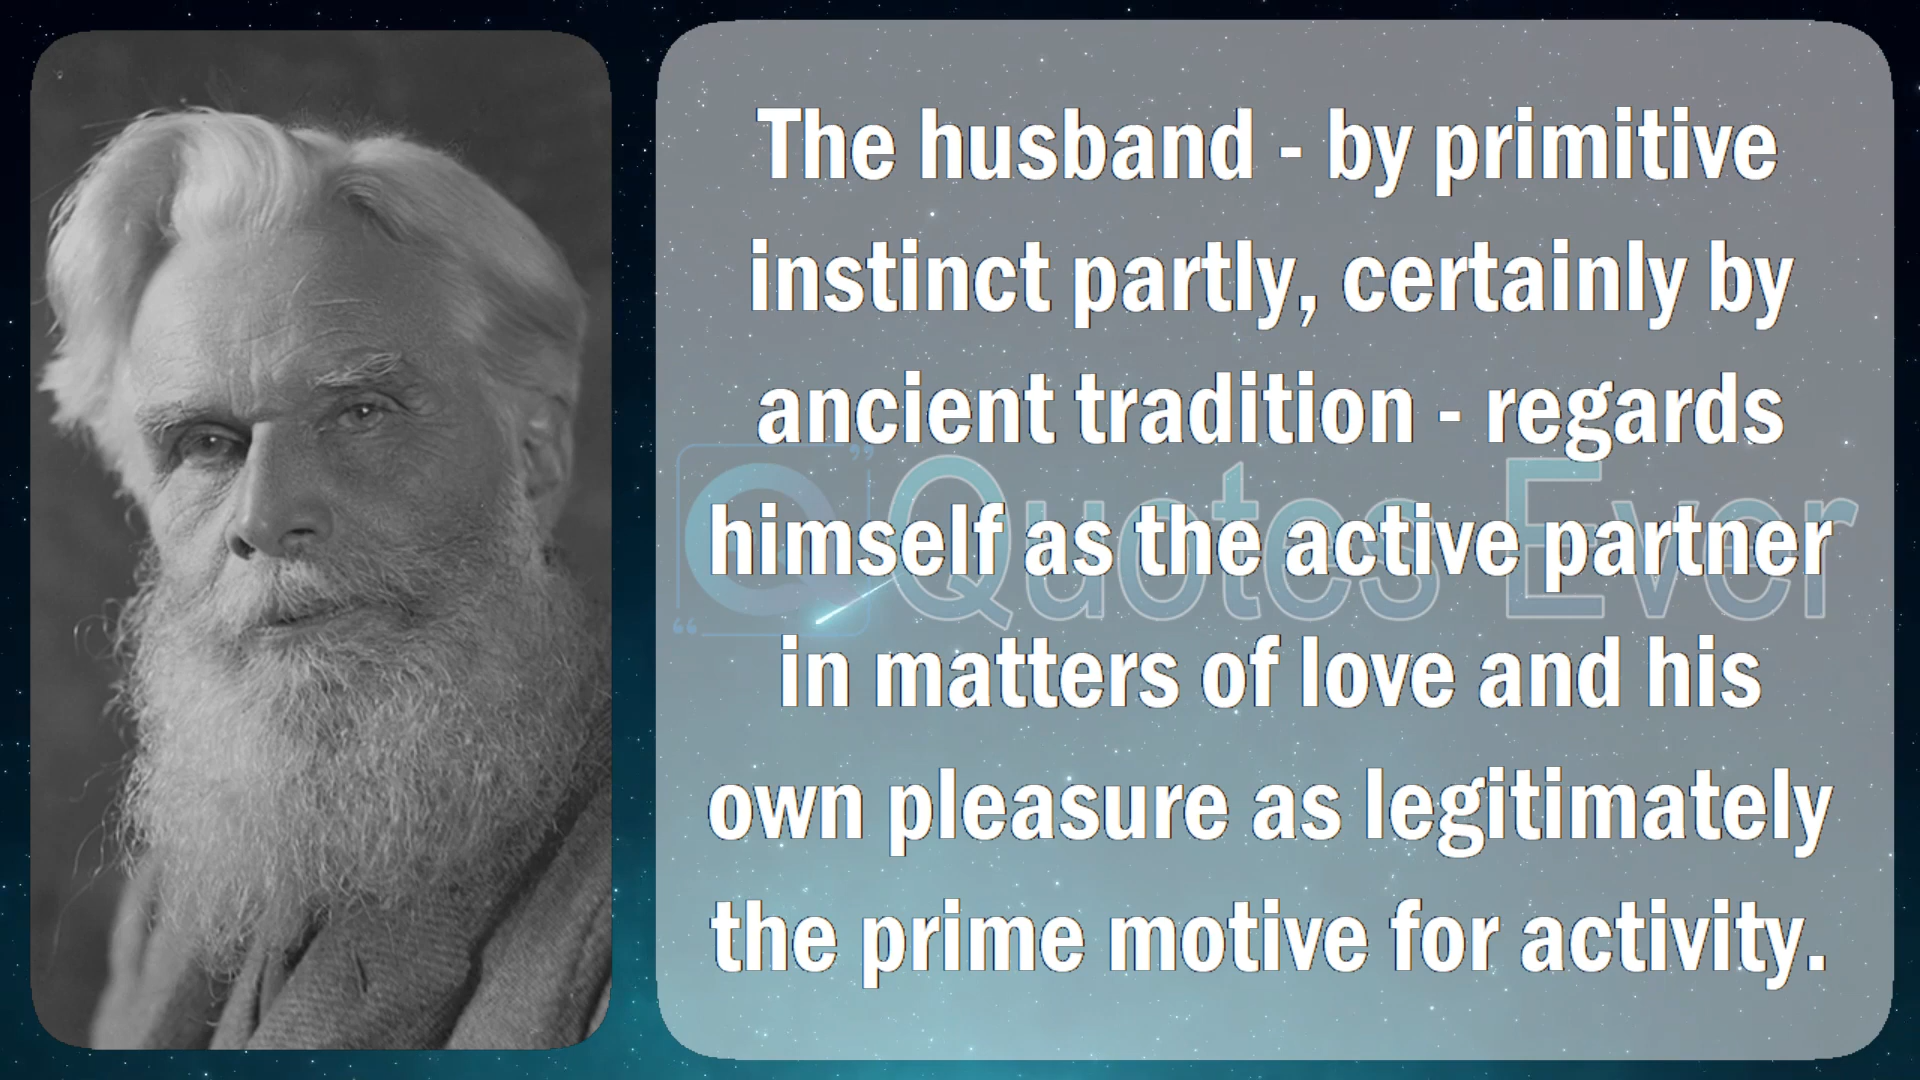 The husband - by primitive
instinct partly, certainly by
ancient tradition - regards
himself as the active partner
in matters of love and his
own pleasure as legitimately
the prime motive for activity.
Quotes Ever